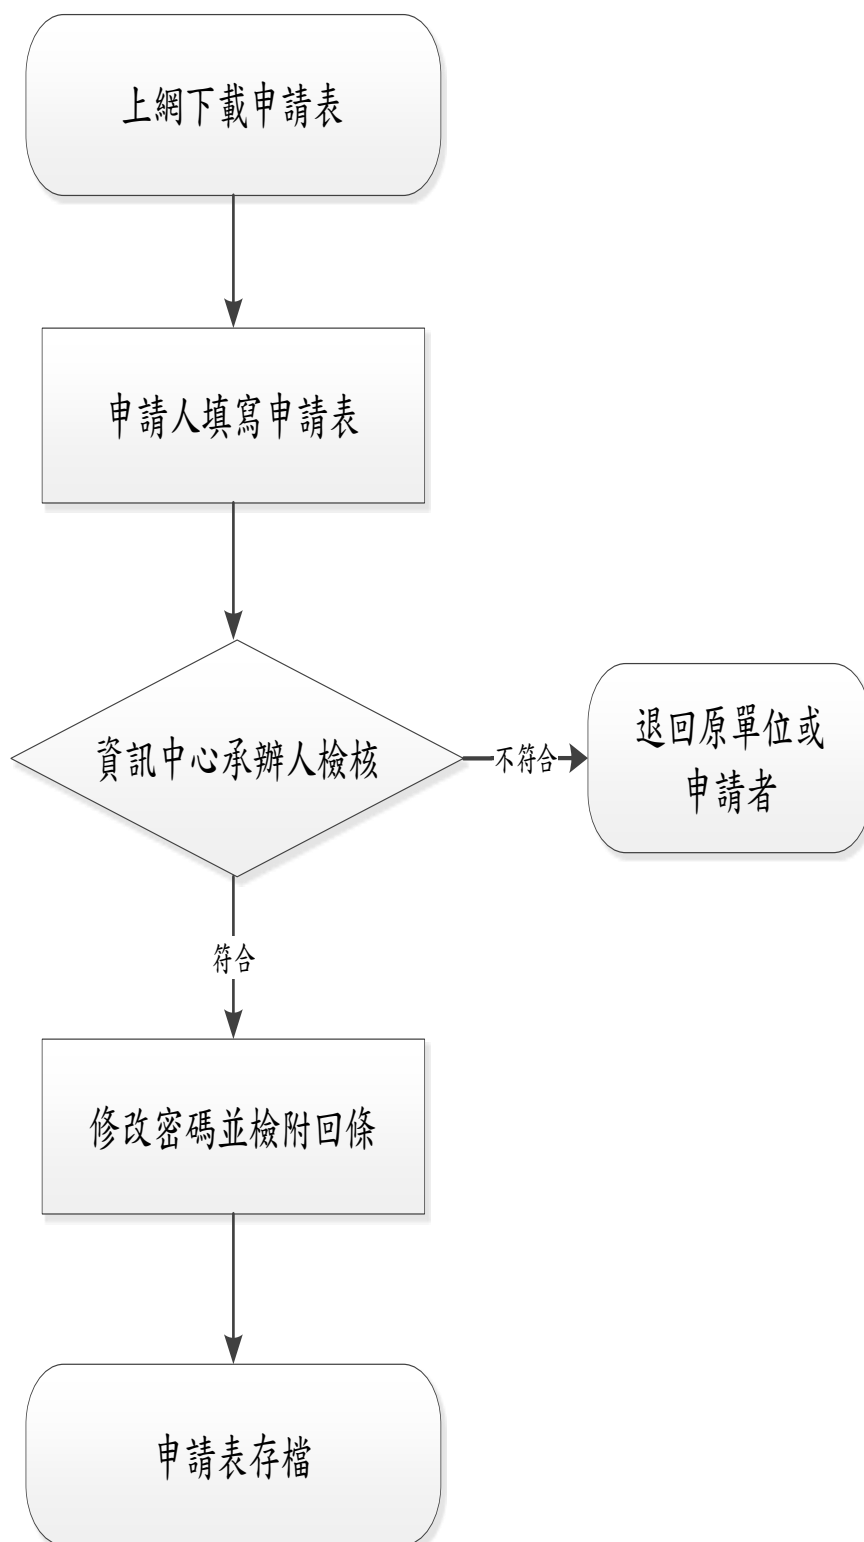 上網下載申請表
申請人填寫申請表
資訊中心承辦人檢核
不符合
退回原單位或
申請者
符合
修改密碼並檢附回條
申請表存檔